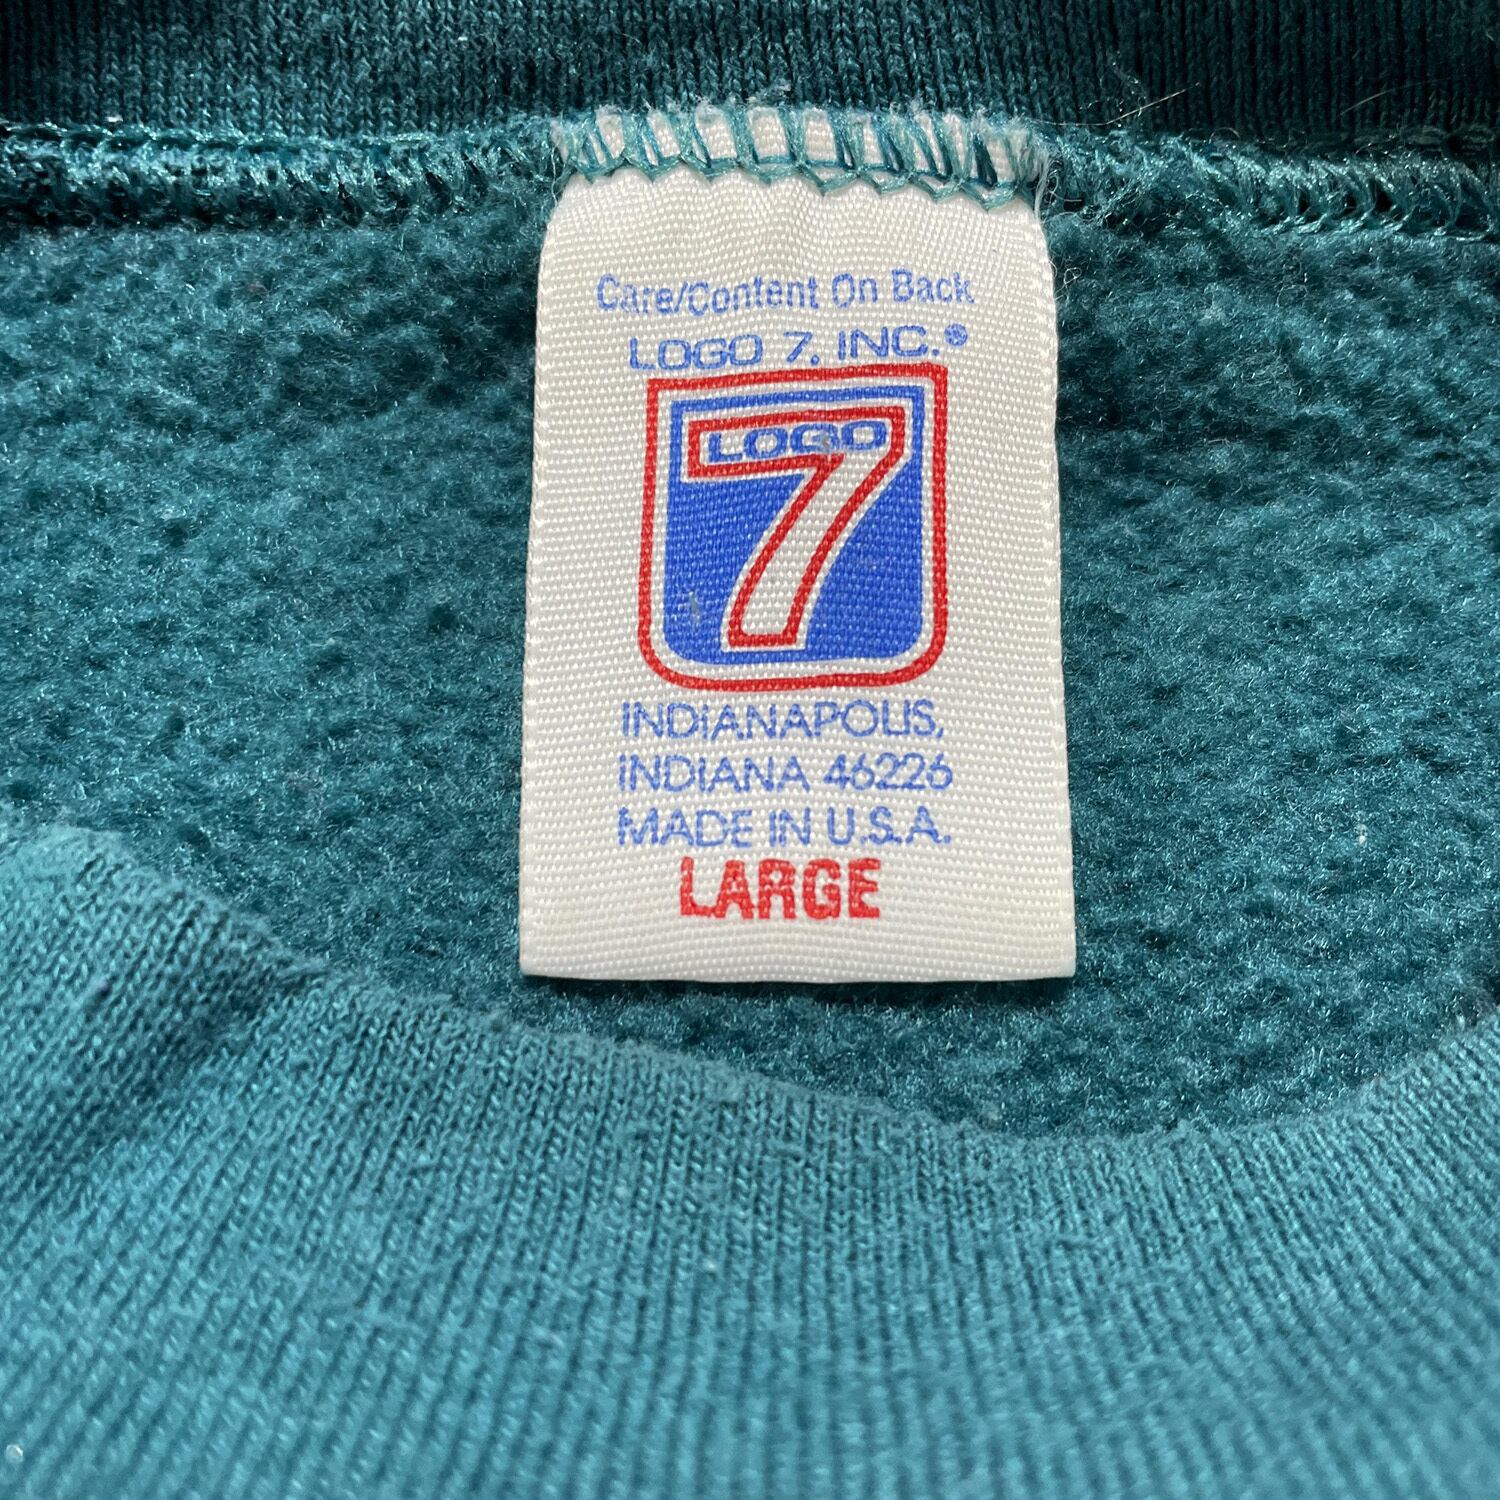 Care/Content On Back
LOGO 7, INC.®
LOGO
7
INDIANAPOLIS,
INDIANA 46226
MADE IN U.S.A.
LARGE